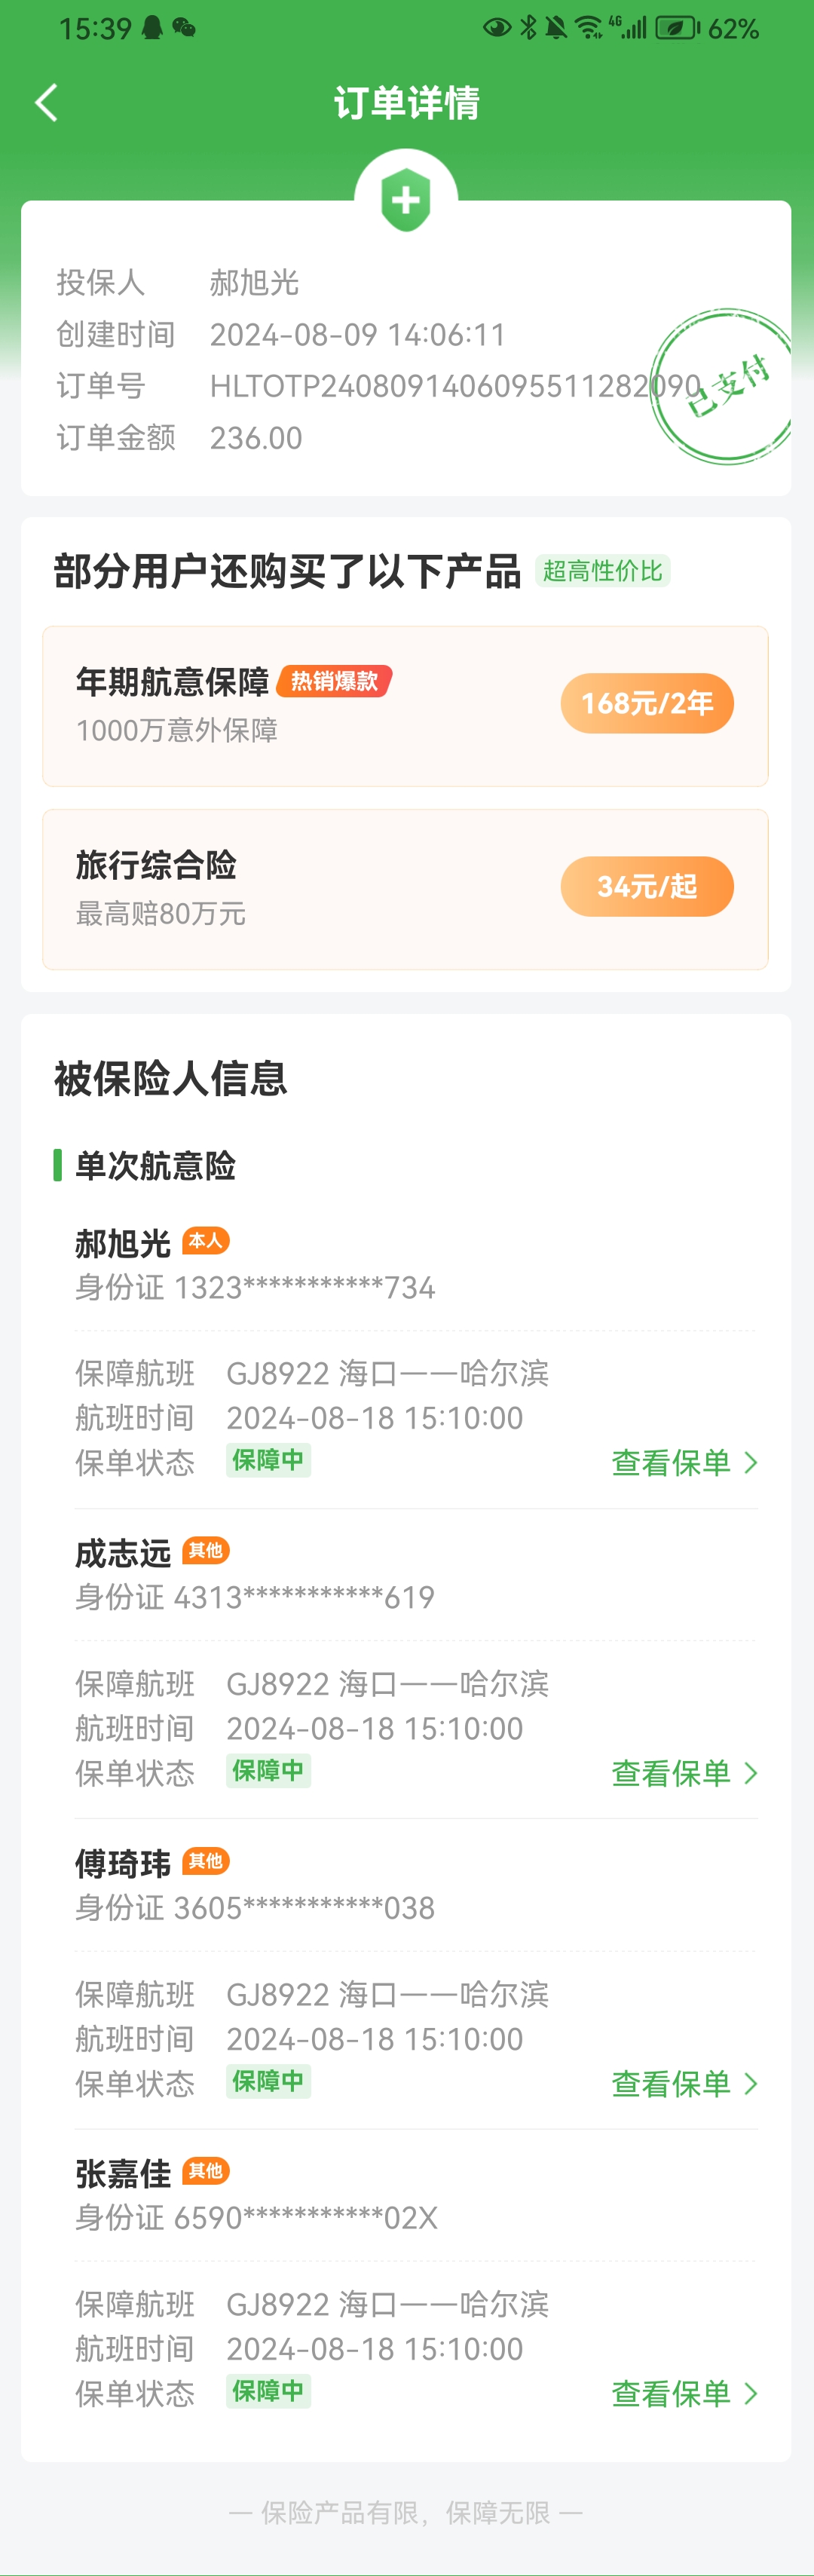 15:39 4G 62%
订单详情
投保人 郝旭光
创建时间 2024-08-09 14:06:11
订单号 HLTOTP2408091406095511282090
已支付
订单金额 236.00
部分用户还购买了以下产品 超高性价比
年期航意保障 热销爆款
1000万意外保障
168元/2年
旅行综合险
最高赔80万元
34元/起
被保险人信息
单次航意险
郝旭光 本人
身份证 1323***********734
保障航班 GJ8922 海口——哈尔滨
航班时间 2024-08-18 15:10:00
保单状态 保障中 查看保单
成志远 其他
身份证 4313***********619
保障航班 GJ8922 海口——哈尔滨
航班时间 2024-08-18 15:10:00
保单状态 保障中 查看保单
傅琦玮 其他
身份证 3605***********038
保障航班 GJ8922 海口——哈尔滨
航班时间 2024-08-18 15:10:00
保单状态 保障中 查看保单
张嘉佳 其他
身份证 6590***********02X
保障航班 GJ8922 海口——哈尔滨
航班时间 2024-08-18 15:10:00
保单状态 保障中 查看保单
— 保险产品有限，保障无限 —